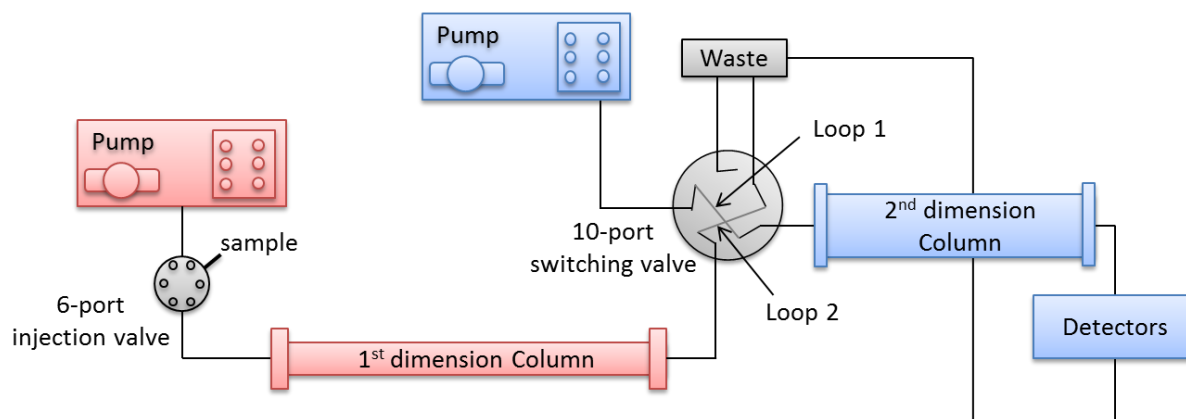 Pump
Waste
Loop 1
Pump
sample
10-port
switching valve
2nd dimension
Column
6-port
injection valve
Loop 2
Detectors
1st dimension Column